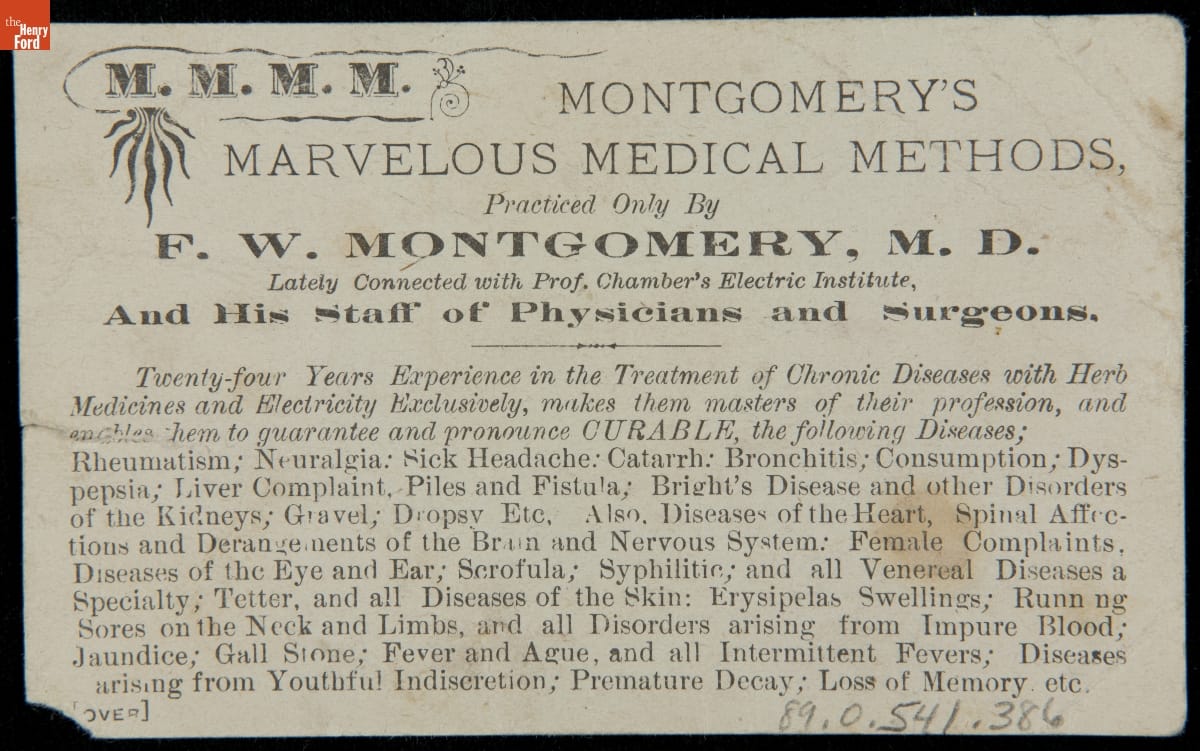 the
Henry
Ford
M. M. M. M.
MONTGOMERY'S
MARVELOUS MEDICAL METHODS,
Practiced Only By
F. W. MONTGOMERY, M. D.
Lately Connected with Prof. Chamber's Electric Institute,
And His Staff of Physicians and Surgeons.
Twenty-four Years Experience in the Treatment of Chronic Diseases with Herb
Medicines and Electricity Exclusively, makes them masters of their profession, and
enables them to guarantee and pronounce CURABLE, the following Diseases;
Rheumatism; Neuralgia: Sick Headache: Catarrh: Bronchitis; Consumption; Dys-
pepsia; Liver Complaint, Piles and Fistula; Bright's Disease and other Disorders
of the Kidneys; Gravel; Dropsy Etc, Also, Diseases of the Heart, Spinal Affec-
tions and Derangements of the Brain and Nervous System: Female Complaints,
Diseases of the Eye and Ear; Scrofula; Syphilitic; and all Venereal Diseases a
Specialty; Tetter, and all Diseases of the Skin: Erysipelas Swellings; Runn ng
Sores on the Neck and Limbs, and all Disorders arising from Impure Blood;
Jaundice; Gall Stone; Fever and Ague, and all Intermittent Fevers; Diseases
arising from Youthful Indiscretion; Premature Decay; Loss of Memory. etc.
[OVER]
89.0.541.386